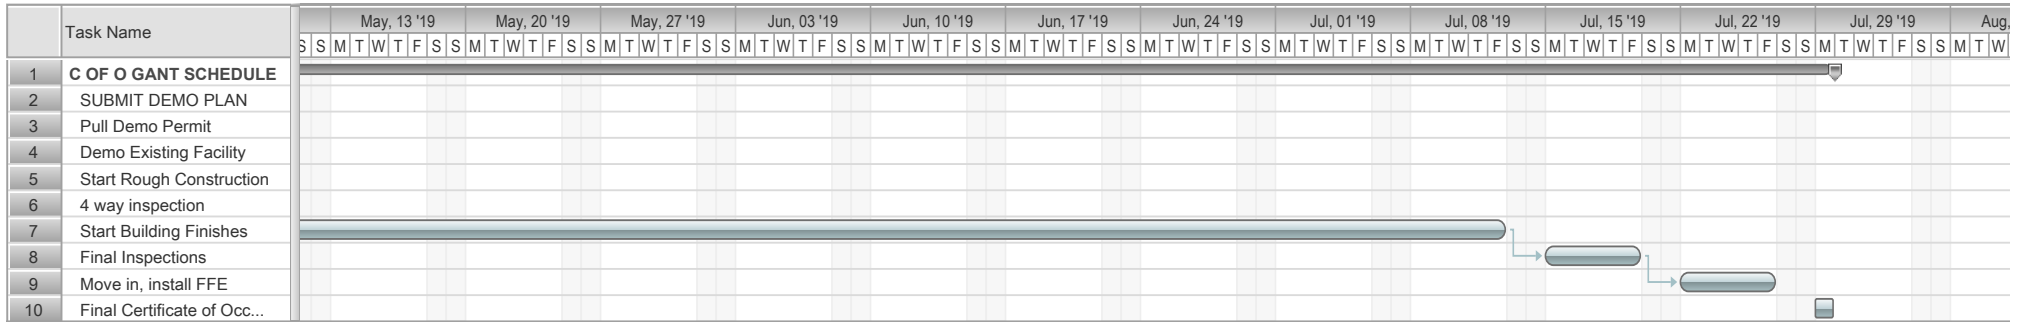 Task Name
May, 13 '19 May, 20 '19 May, 27 '19 Jun, 03 '19 Jun, 10 '19 Jun, 17 '19 Jun, 24 '19 Jul, 01 '19 Jul, 08 '19 Jul, 15 '19 Jul, 22 '19 Jul, 29 '19 Aug,
S S M T W T F S S M T W T F S S M T W T F S S M T W T F S S M T W T F S S M T W T F S S M T W T F S S M T W T F S S M T W T F S S M T W T F S S M T W T F S S M T W T F S S M T W
1 C OF O GANT SCHEDULE
2 SUBMIT DEMO PLAN
3 Pull Demo Permit
4 Demo Existing Facility
5 Start Rough Construction
6 4 way inspection
7 Start Building Finishes
8 Final Inspections
9 Move in, install FFE
10 Final Certificate of Occ...